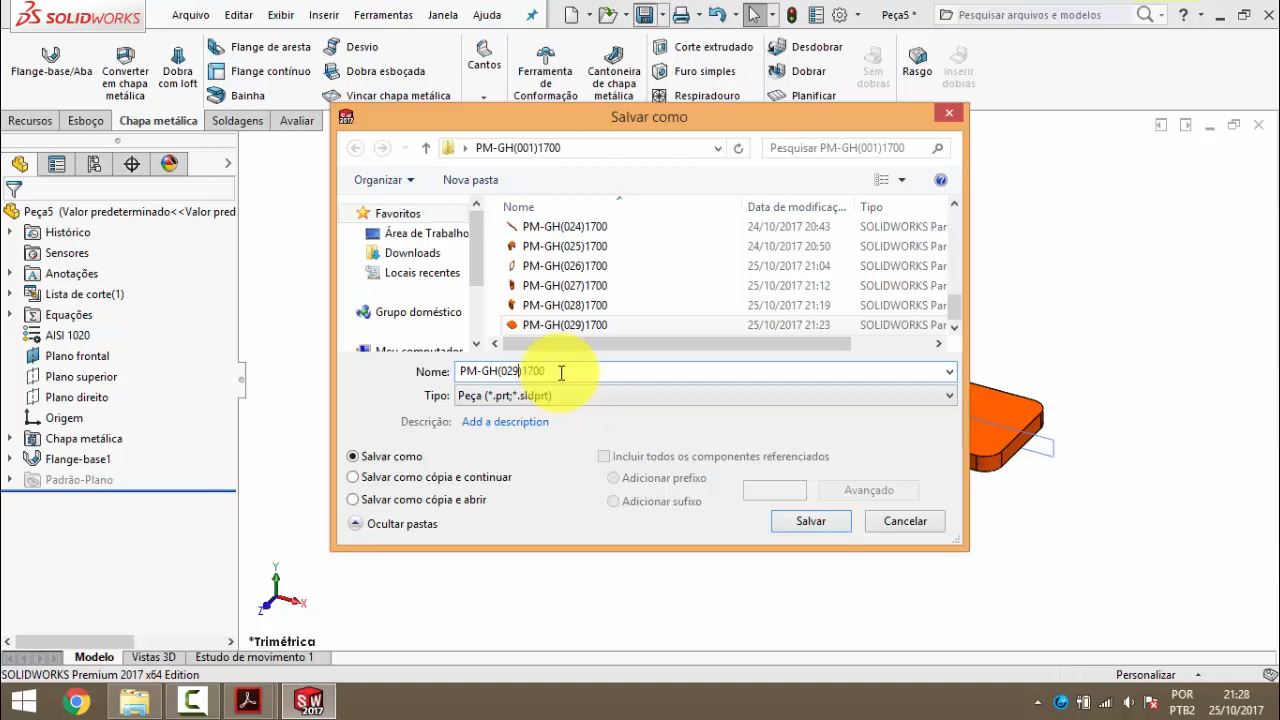 SOLIDWORKS
Arquivo Editar Exibir Inserir Ferramentas Janela Ajuda
Peça5 *
Pesquisar arquivos e modelos
Flange-base/Aba
Converter em chapa metálica
Dobra com loft
Flange de aresta
Flange contínuo
Bainha
Desvio
Dobra esboçada
Vincar chapa metálica
Cantos
Ferramenta de Conformação
Cantoneira de chapa metálica
Corte extrudado
Furo simples
Respiradouro
Desdobrar
Dobrar
Planificar
Sem dobras
Rasgo
Inserir dobras
Recursos Esboço Chapa metálica Soldagens Avaliar
Peça5 (Valor predeterminado<<Valor pred
Histórico
Sensores
Anotações
Lista de corte(1)
Equações
AISI 1020
Plano frontal
Plano superior
Plano direito
Origem
Chapa metálica
Flange-base1
Padrão-Plano
SW 2017
Salvar como
PM-GH(001)1700
Pesquisar PM-GH(001)1700
Organizar Nova pasta
Favoritos
Área de Trabalho
Downloads
Locais recentes
Grupo doméstico
Meu computador
Nome Data de modificaç... Tipo
PM-GH(024)1700 24/10/2017 20:43 SOLIDWORKS Par
PM-GH(025)1700 24/10/2017 20:50 SOLIDWORKS Par
PM-GH(026)1700 25/10/2017 21:04 SOLIDWORKS Par
PM-GH(027)1700 25/10/2017 21:12 SOLIDWORKS Par
PM-GH(028)1700 25/10/2017 21:19 SOLIDWORKS Par
PM-GH(029)1700 25/10/2017 21:23 SOLIDWORKS Par
Nome: PM-GH(029)1700
Tipo: Peça (*.prt;*.sldprt)
Descrição: Add a description
Salvar como
Salvar como cópia e continuar
Salvar como cópia e abrir
Incluir todos os componentes referenciados
Adicionar prefixo
Adicionar sufixo
Avançado
Ocultar pastas
Salvar Cancelar
Y
X
Z
*Trimétrica
Modelo Vistas 3D Estudo de movimento 1
SOLIDWORKS Premium 2017 x64 Edition
Personalizar
SW 2017
POR
PTB2
21:28
25/10/2017